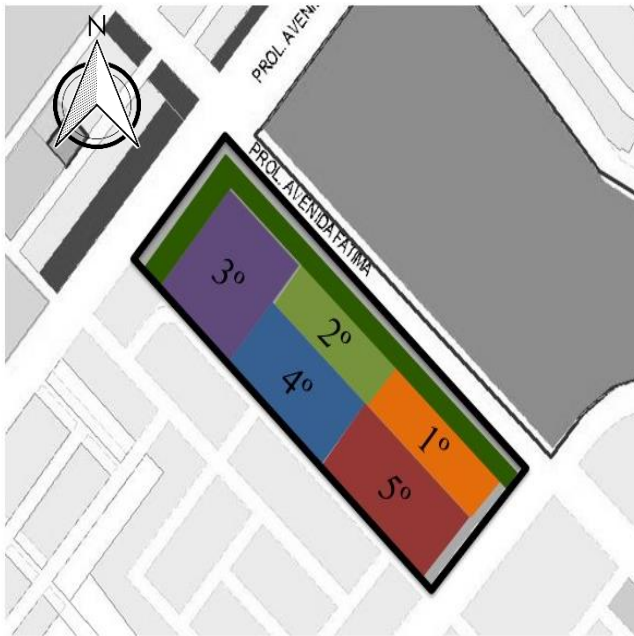 N
PROL. AVENI
PROL. AVENIDA FATIMA
3º
2º
4º
1º
5º